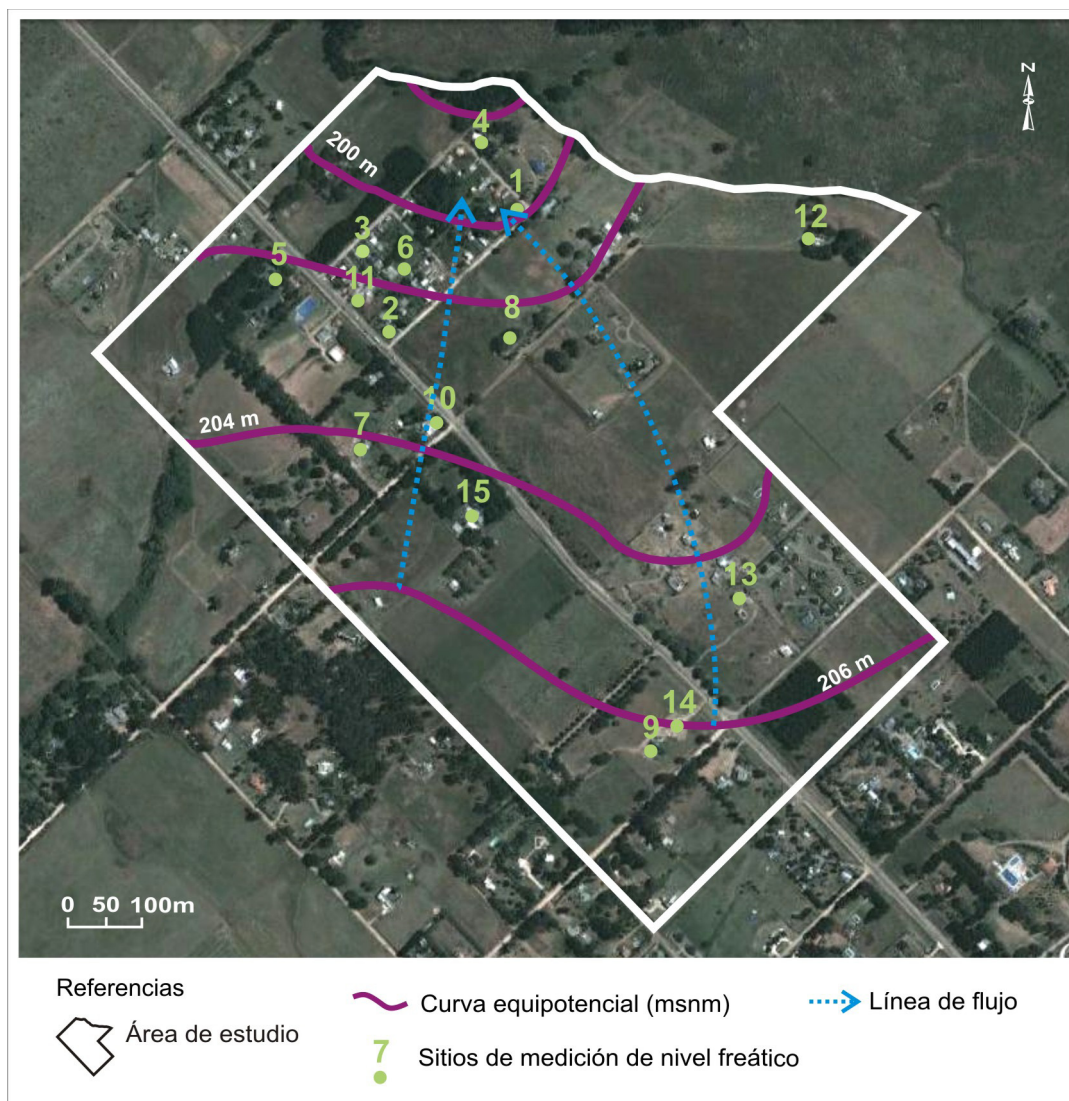 N
4
200 m
1
12
3
6
5
11
2
8
10
204 m
7
15
13
206 m
14
9
0 50 100m
Referencias
Área de estudio
Curva equipotencial (msnm)
Línea de flujo
7
Sitios de medición de nivel freático